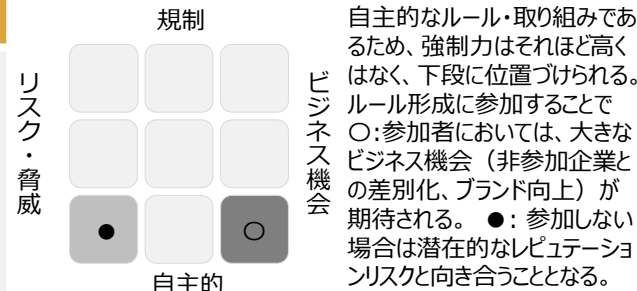 規制
リスク・脅威
●
〇
ビジネス機会
自主的
自主的なルール・取り組みであ
るため、強制力はそれほど高く
はなく、下段に位置づけられる。
ルール形成に参加することで
〇:参加者においては、大きな
ビジネス機会（非参加企業と
の差別化、ブランド向上）が
期待される。 ●: 参加しない
場合は潜在的なレピュテーショ
ンリスクと向き合うこととなる。